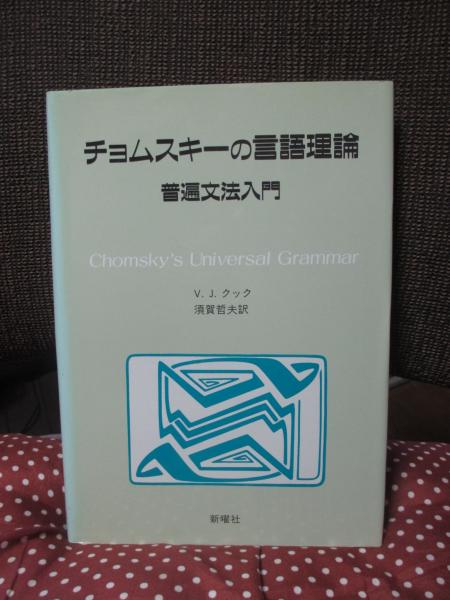 チョムスキーの言語理論
普遍文法入門
Chomsky's Universal Grammar
V. J. クック
須賀哲夫訳
新曜社